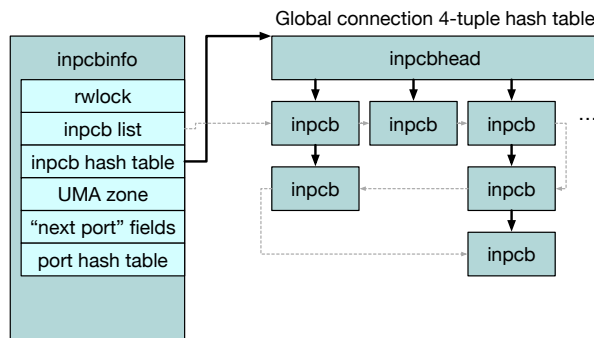 Global connection 4-tuple hash table
inpcbinfo
rwlock
inpcb list
inpcb hash table
UMA zone
“next port” fields
port hash table
inpcbhead
inpcb inpcb inpcb ...
inpcb inpcb
inpcb